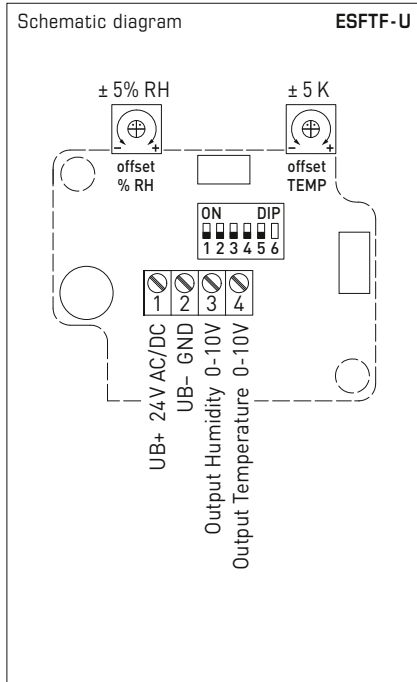 Schematic diagram ESFTF-U
± 5% RH ± 5 K
- + - +
offset
% RH
offset
TEMP
ON DIP
1 2 3 4 5 6
1 2 3 4
UB+ 24V AC/DC
UB- GND
Output Humidity 0-10V
Output Temperature 0-10V